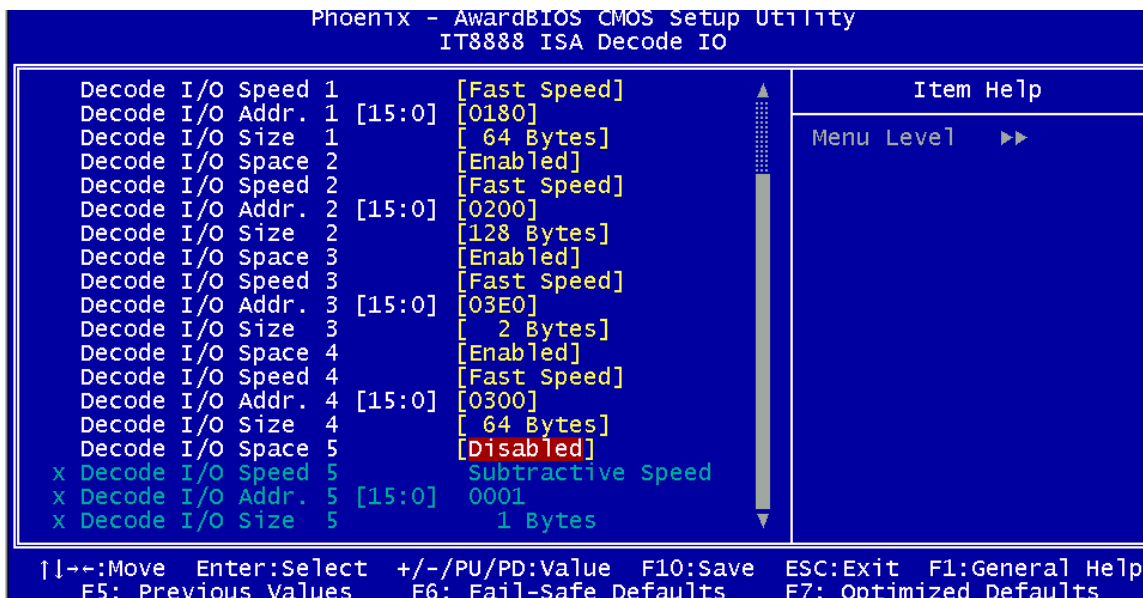 Phoenix - AwardBIOS CMOS Setup Utility
IT8888 ISA Decode IO
Decode I/O Speed 1 [Fast Speed]
Decode I/O Addr. 1 [15:0] [0180]
Decode I/O Size 1 [ 64 Bytes]
Decode I/O Space 2 [Enabled]
Decode I/O Speed 2 [Fast Speed]
Decode I/O Addr. 2 [15:0] [0200]
Decode I/O Size 2 [128 Bytes]
Decode I/O Space 3 [Enabled]
Decode I/O Speed 3 [Fast Speed]
Decode I/O Addr. 3 [15:0] [03E0]
Decode I/O Size 3 [ 2 Bytes]
Decode I/O Space 4 [Enabled]
Decode I/O Speed 4 [Fast Speed]
Decode I/O Addr. 4 [15:0] [0300]
Decode I/O Size 4 [ 64 Bytes]
Decode I/O Space 5 [Disabled]
x Decode I/O Speed 5 Subtractive Speed
x Decode I/O Addr. 5 [15:0] 0001
x Decode I/O Size 5 1 Bytes
Item Help
Menu Level ▶▶
↑↓→←:Move Enter:Select +/-/PU/PD:Value F10:Save ESC:Exit F1:General Help
F5: Previous Values F6: Fail-Safe Defaults F7: Optimized Defaults